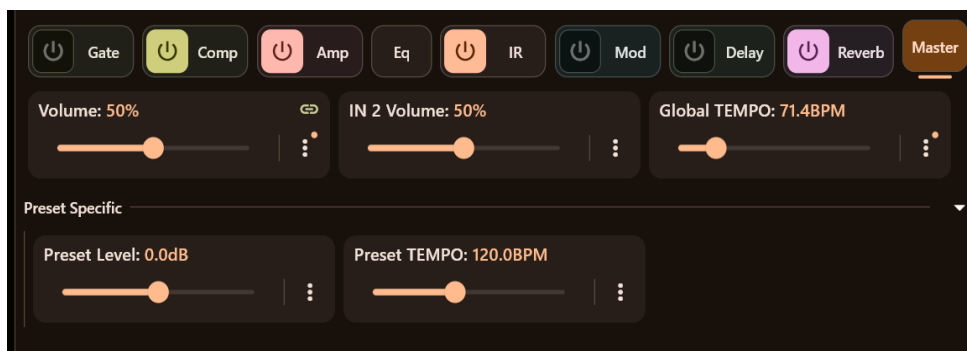 Gate Comp Amp Eq IR Mod Delay Reverb Master
Volume: 50% IN 2 Volume: 50% Global TEMPO: 71.4BPM
Preset Specific
Preset Level: 0.0dB Preset TEMPO: 120.0BPM